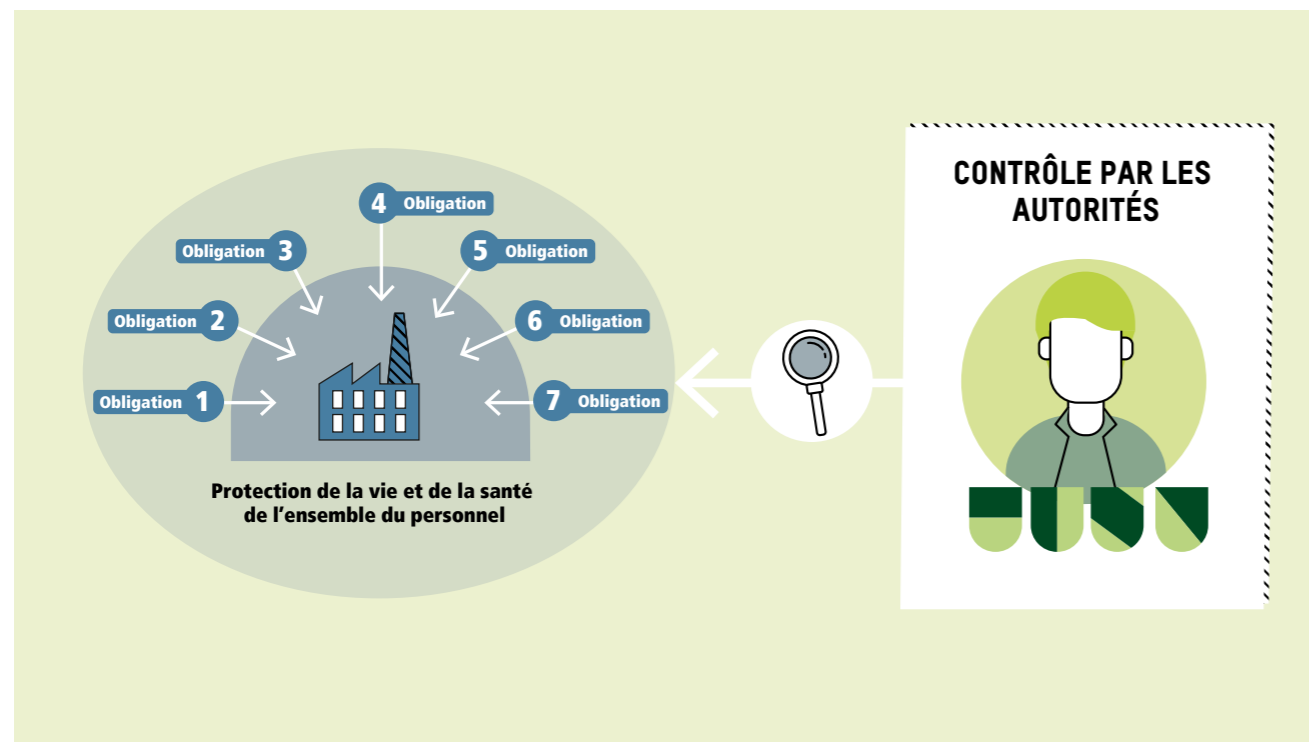 4 Obligation
Obligation 3
5 Obligation
Obligation 2
6 Obligation
Obligation 1
7 Obligation
Protection de la vie et de la santé
de l'ensemble du personnel
CONTRÔLE PAR LES
AUTORITÉS